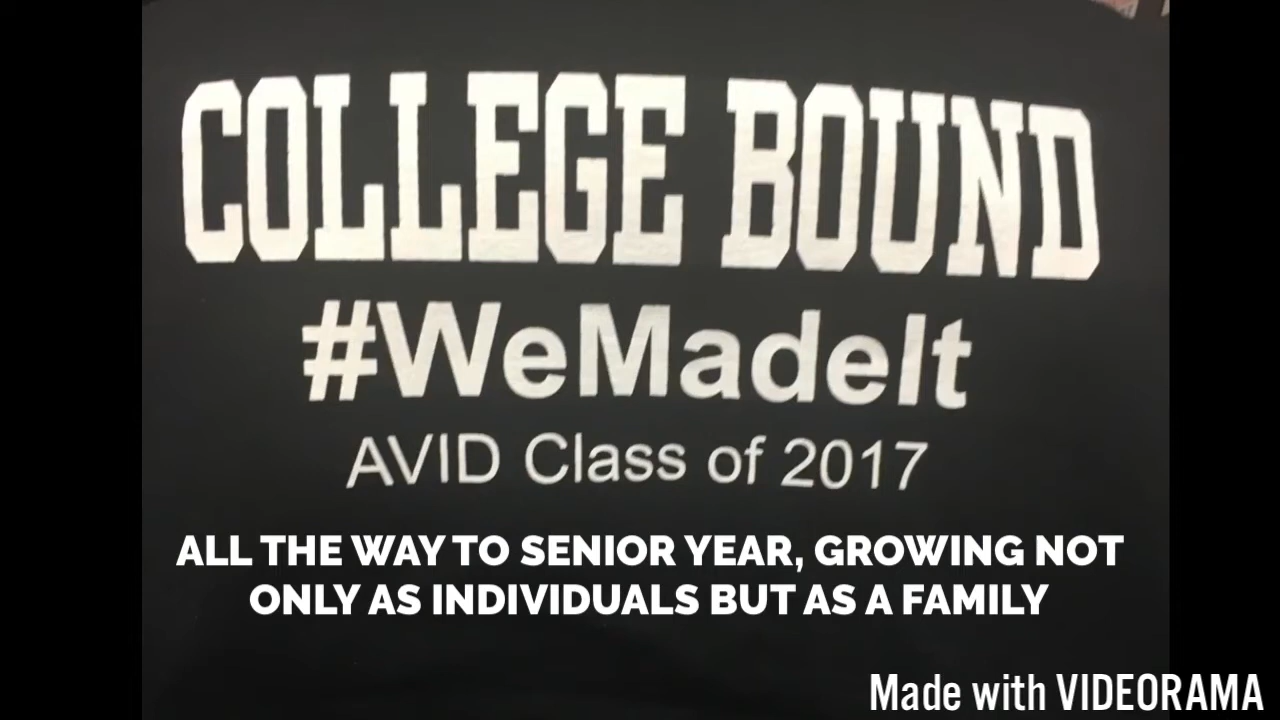 COLLEGE BOUND
#WeMadeIt
AVID Class of 2017
ALL THE WAY TO SENIOR YEAR, GROWING NOT
ONLY AS INDIVIDUALS BUT AS A FAMILY
Made with VIDEORAMA